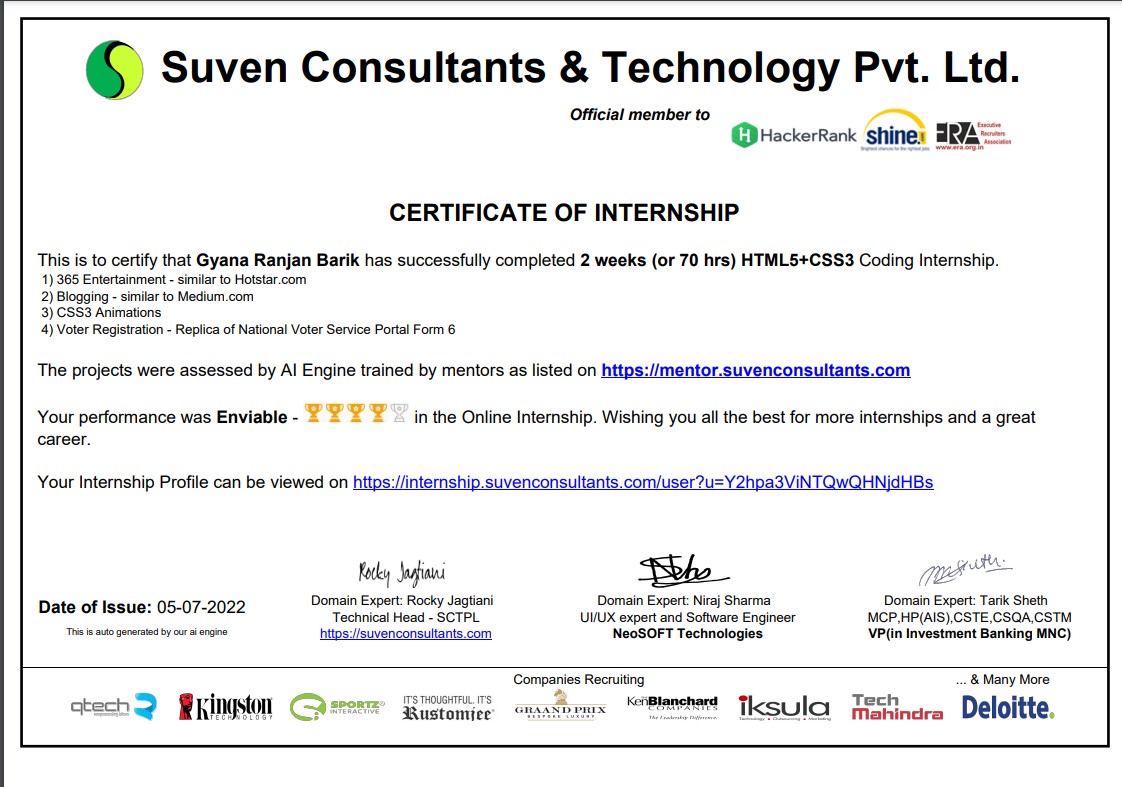 Suven Consultants & Technology Pvt. Ltd.
Official member to
HackerRank
shine
ERA
Executive
Recruiters
Association
www.era.org.in
CERTIFICATE OF INTERNSHIP
This is to certify that Gyana Ranjan Barik has successfully completed 2 weeks (or 70 hrs) HTML5+CSS3 Coding Internship.
1) 365 Entertainment - similar to Hotstar.com
2) Blogging - similar to Medium.com
3) CSS3 Animations
4) Voter Registration - Replica of National Voter Service Portal Form 6
The projects were assessed by AI Engine trained by mentors as listed on https://mentor.suvenconsultants.com
Your performance was Enviable - in the Online Internship. Wishing you all the best for more internships and a great
career.
Your Internship Profile can be viewed on https://internship.suvenconsultants.com/user?u=Y2hpa3ViNTQwQHNjdHBs
Rocky Jagtiani
Date of Issue: 05-07-2022
This is auto generated by our ai engine
Domain Expert: Rocky Jagtiani
Technical Head - SCTPL
https://suvenconsultants.com
Domain Expert: Niraj Sharma
UI/UX expert and Software Engineer
NeoSOFT Technologies
Domain Expert: Tarik Sheth
MCP,HP(AIS),CSTE,CSQA,CSTM
VP(in Investment Banking MNC)
Companies Recruiting
... & Many More
qtech
Kingston
TECHNOLOGY
SPORTZ
INTERACTIVE
IT'S THOUGHTFUL. IT'S
Rustomjee
GRAAND PRIX
BESPOKE LUXURY
KenBlanchard
COMPANIES
The Leadership Difference.
iksula
Technology Outsourcing Marketing
Tech
Mahindra
Deloitte.